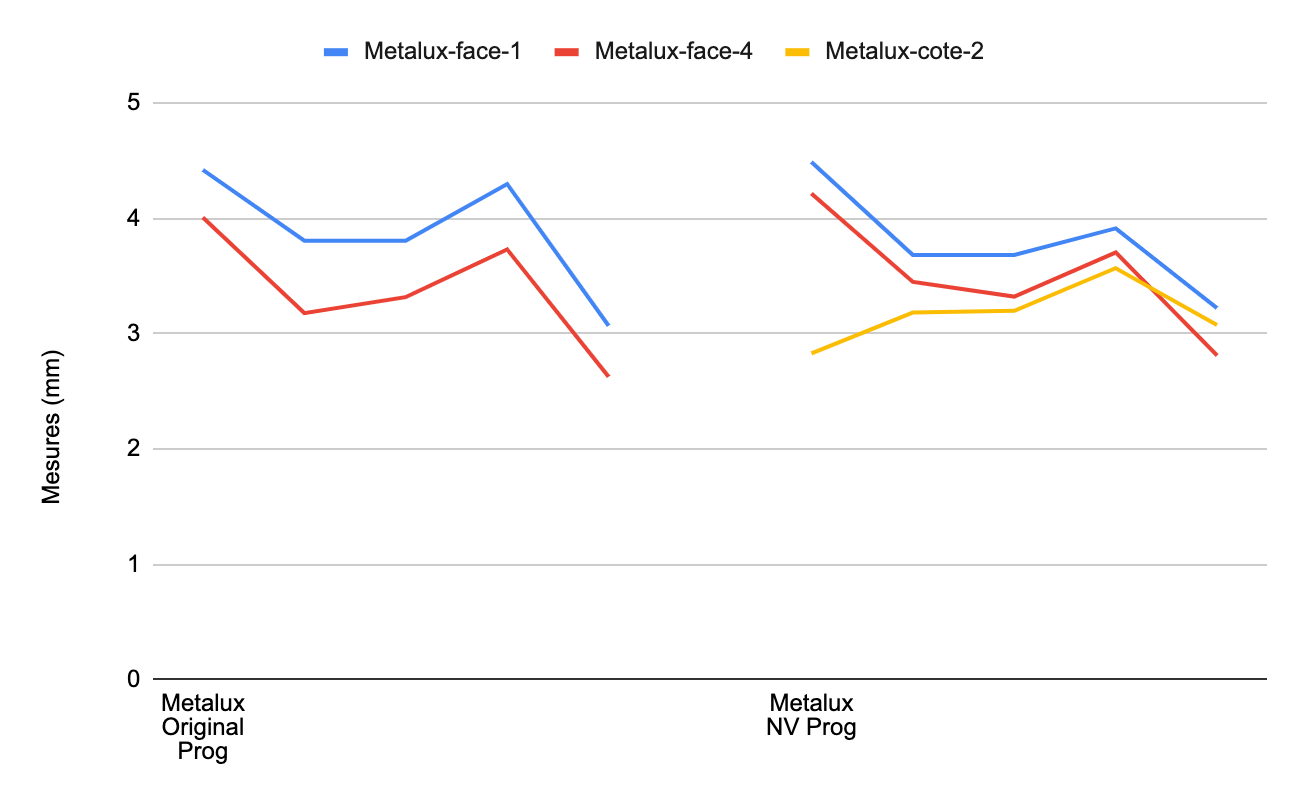 Metalux-face-1 Metalux-face-4 Metalux-cote-2
5
4
3
2
1
0
Mesures (mm)
Metalux
Original
Prog
Metalux
NV Prog